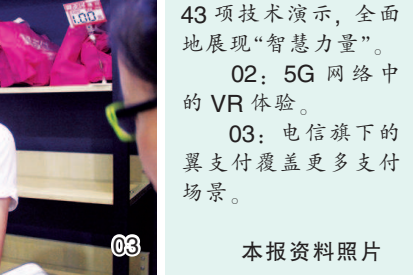 1.00
03
43 项技术演示，全面
地展现“智慧力量”。
02：5G 网络中
的 VR 体验。
03：电信旗下的
翼支付覆盖更多支付
场景。
本报资料照片